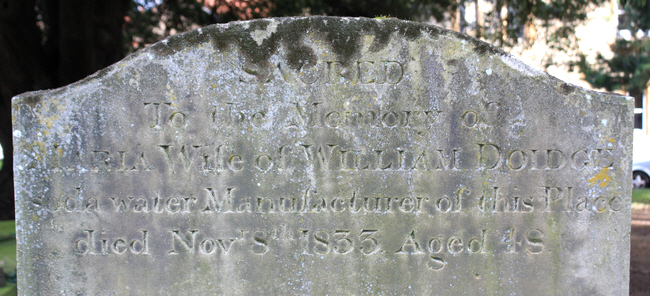 SACRED
To the Memory of
MARIA Wife of WILLIAM DOIDGE
Soda water Manufacturer of this Place
died Novr 8th 1833 Aged 48